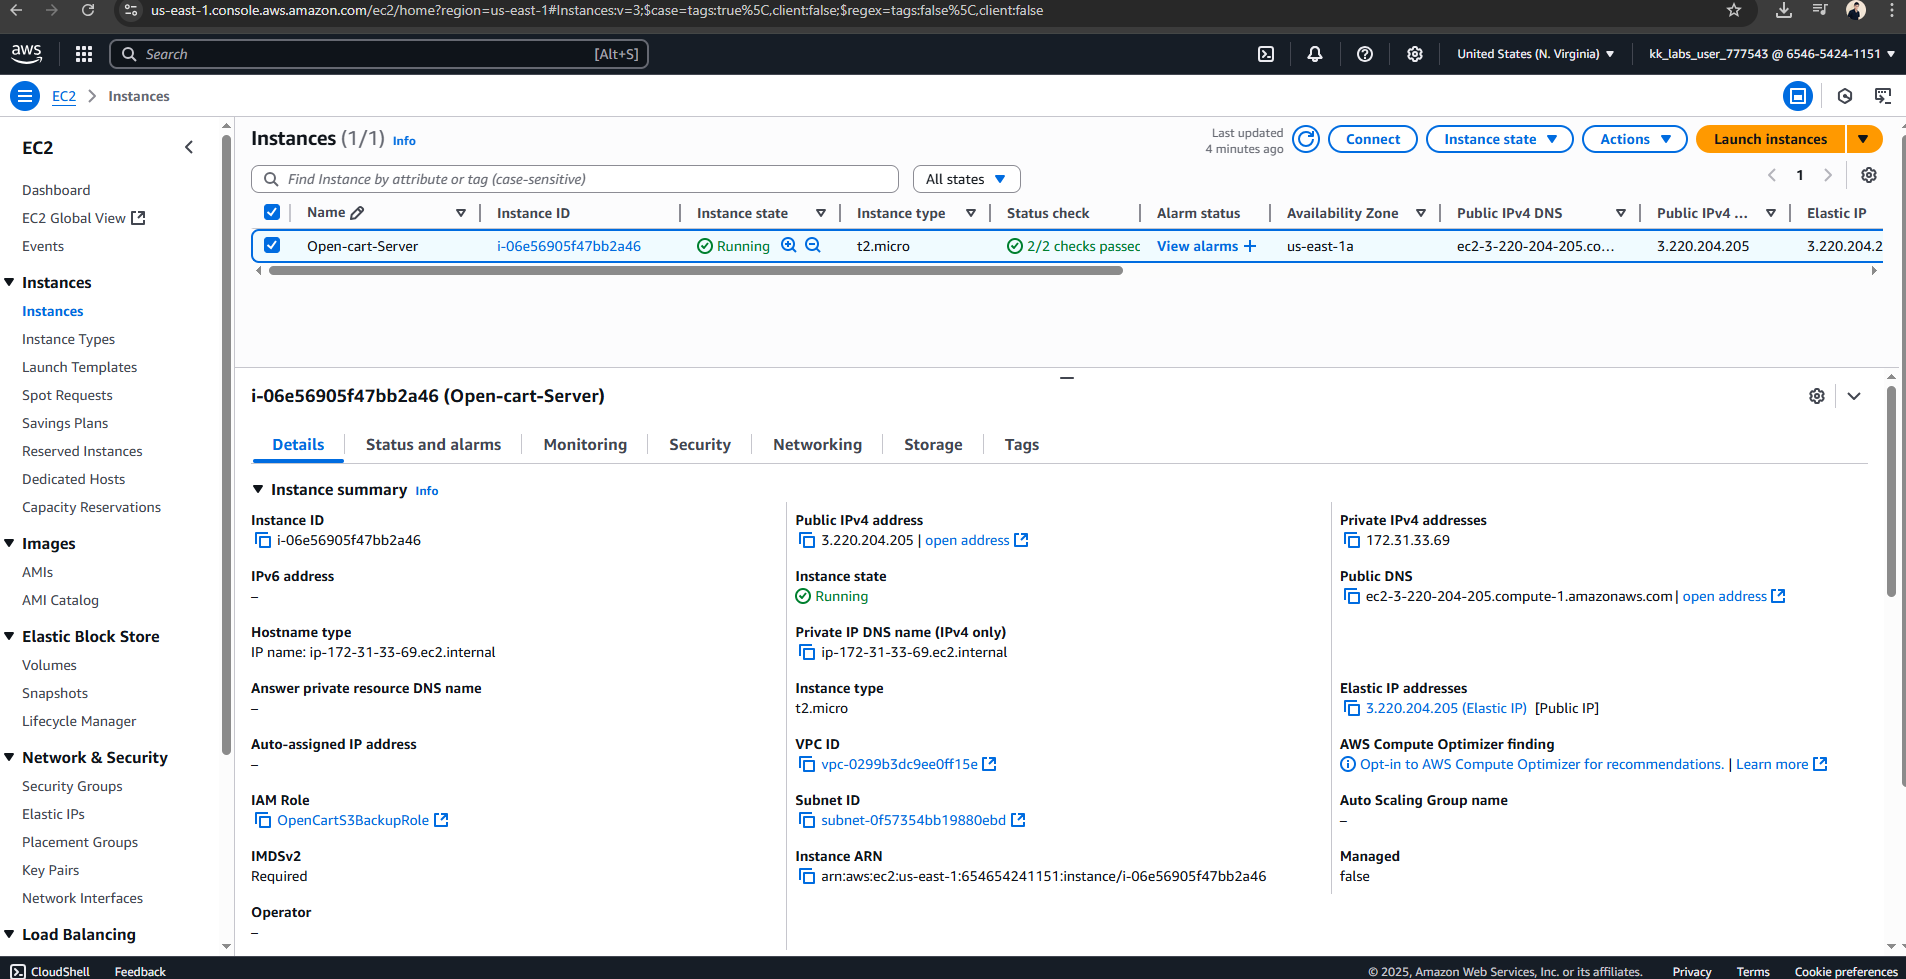 us-east-1.console.aws.amazon.com/ec2/home?region=us-east-1#Instances:v=3;$case=tags:true%5C,client:false;$regex=tags:false%5C,client:false
aws
Search [Alt+S]
United States (N. Virginia) kk_labs_user_777543 @ 6546-5424-1151
EC2 Instances
EC2
Dashboard
EC2 Global View
Events
Instances
Instances
Instance Types
Launch Templates
Spot Requests
Savings Plans
Reserved Instances
Dedicated Hosts
Capacity Reservations
Images
AMIs
AMI Catalog
Elastic Block Store
Volumes
Snapshots
Lifecycle Manager
Network & Security
Security Groups
Elastic IPs
Placement Groups
Key Pairs
Network Interfaces
Load Balancing
Instances (1/1) Info
Last updated
4 minutes ago
Connect Instance state Actions Launch instances
Find Instance by attribute or tag (case-sensitive) All states 1
Name Instance ID Instance state Instance type Status check Alarm status Availability Zone Public IPv4 DNS Public IPv4 ... Elastic IP
Open-cart-Server i-06e56905f47bb2a46 Running t2.micro 2/2 checks passec View alarms us-east-1a ec2-3-220-204-205.co... 3.220.204.205 3.220.204.2
i-06e56905f47bb2a46 (Open-cart-Server)
Details Status and alarms Monitoring Security Networking Storage Tags
Instance summary Info
Instance ID
i-06e56905f47bb2a46
IPv6 address
–
Hostname type
IP name: ip-172-31-33-69.ec2.internal
Answer private resource DNS name
–
Auto-assigned IP address
–
IAM Role
OpenCartS3BackupRole
IMDSv2
Required
Operator
–
Public IPv4 address
3.220.204.205 | open address
Instance state
Running
Private IP DNS name (IPv4 only)
ip-172-31-33-69.ec2.internal
Instance type
t2.micro
VPC ID
vpc-0299b3dc9ee0ff15e
Subnet ID
subnet-0f57354bb19880ebd
Instance ARN
arn:aws:ec2:us-east-1:654654241151:instance/i-06e56905f47bb2a46
Private IPv4 addresses
172.31.33.69
Public DNS
ec2-3-220-204-205.compute-1.amazonaws.com | open address
Elastic IP addresses
3.220.204.205 (Elastic IP) [Public IP]
AWS Compute Optimizer finding
Opt-in to AWS Compute Optimizer for recommendations. | Learn more
Auto Scaling Group name
–
Managed
false
CloudShell Feedback © 2025, Amazon Web Services, Inc. or its affiliates. Privacy Terms Cookie preferences